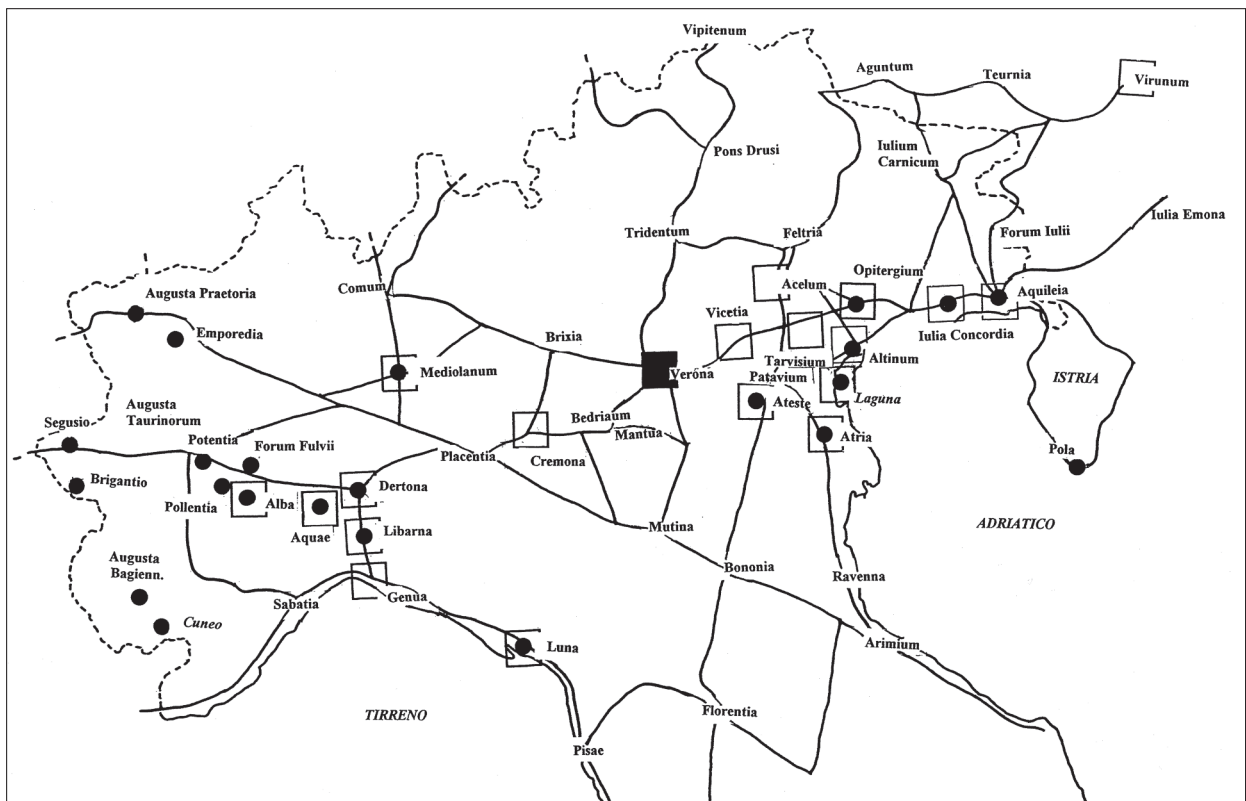 Vipitenum
Aguntum
Teurnia
Virunum
Pons Drusi
Iulium
Carnicum
Iulia Emona
Tridentum
Feltria
Forum Iulii
Opitergium
Comum
Augusta Praetoria
Acelum
Aquileia
Emporedia
Vicetia
Iulia Concordia
Brixia
Mediolanum
Verona
Tarvisium
Altinum
Patavium
ISTRIA
Laguna
Ateste
Augusta
Taurinorum
Segusio
Bedriaum
Mantua
Atria
Potentia
Forum Fulvii
Placentia
Cremona
Pola
Brigantio
Dertona
Pollentia
Alba
Aquae
Libarna
Mutina
ADRIATICO
Augusta
Bagienn.
Bononia
Ravenna
Sabatia
Genua
Cuneo
Arimium
Luna
TIRRENO
Florentia
Pisae